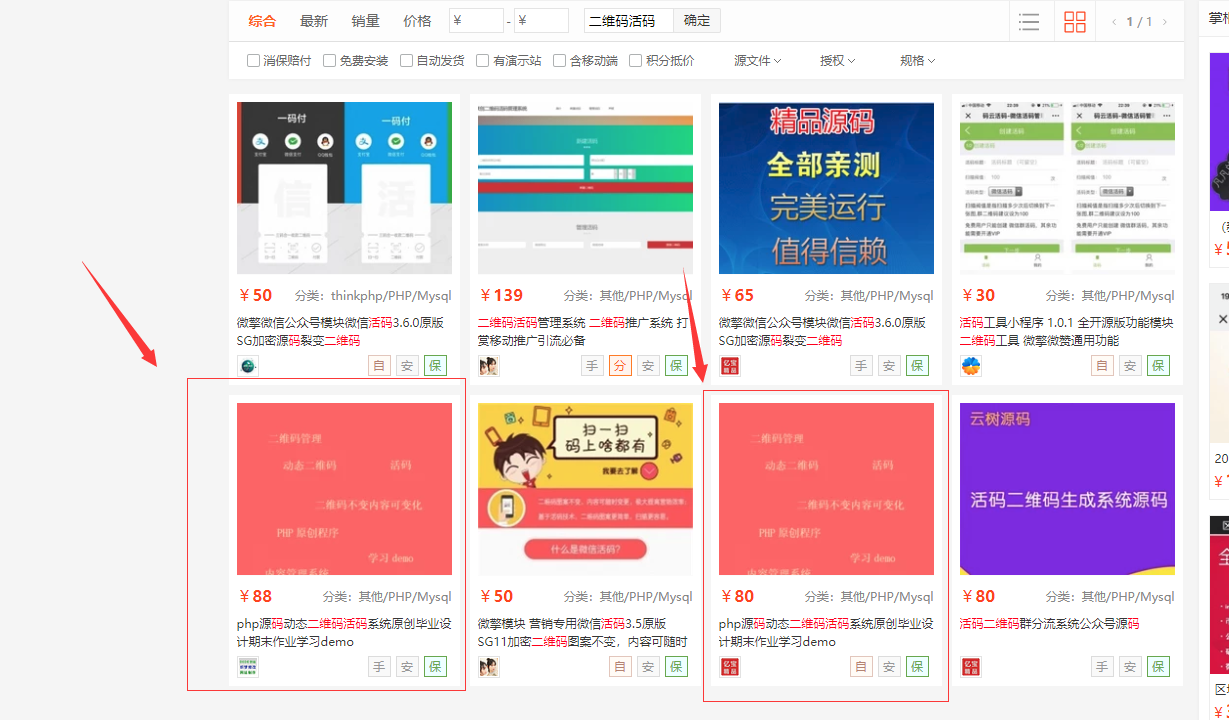 综合 最新 销量 价格 ¥ - ¥ 二维码活码 确定 1 / 1
消保赔付 免费安装 自动发货 有演示站 含移动端 积分抵价 源文件 授权 规格
一码付 一码付
精品源码
全部亲测
完美运行
值得信赖
创建活码 创建活码
下一步
¥50 分类：thinkphp/PHP/Mysql
微擎微信公众号模块微信活码3.6.0原版
SG加密源码裂变二维码
自 安 保
¥139 分类：其他/PHP/Mysql
二维码活码管理系统 二维码推广系统 打
赏移动推广引流必备
手 分 安 保
¥65 分类：其他/PHP/Mysql
微擎微信公众号模块微信活码3.6.0原版
SG加密源码裂变二维码
亿宝
商品
手 安 保
¥30 分类：其他/PHP/Mysql
活码工具小程序 1.0.1 全开源版功能模块
二维码工具 微擎微赞通用功能
自 安 保
二维码管理
动态二维码 活码
二维码不变内容可变化
PHP 原创程序
学习 demo
内容管理系统
扫一扫
码上啥都有
我要去了解
什么是微信活码？
二维码管理
动态二维码 活码
二维码不变内容可变化
PHP 原创程序
学习 demo
内容管理系统
云树源码
活码二维码生成系统源码
¥88 分类：其他/PHP/Mysql
php源码动态二维码活码系统原创毕业设
计期末作业学习demo
手 安 保
¥50 分类：其他/PHP/Mysql
微擎模块 营销专用微信活码3.5原版
SG11加密二维码图案不变，内容可随时
自 安 保
¥80 分类：其他/PHP/Mysql
php源码动态二维码活码系统原创毕业设
计期末作业学习demo
自 安 保
¥80 分类：其他/PHP/Mysql
活码二维码群分流系统公众号源码
手 安 保